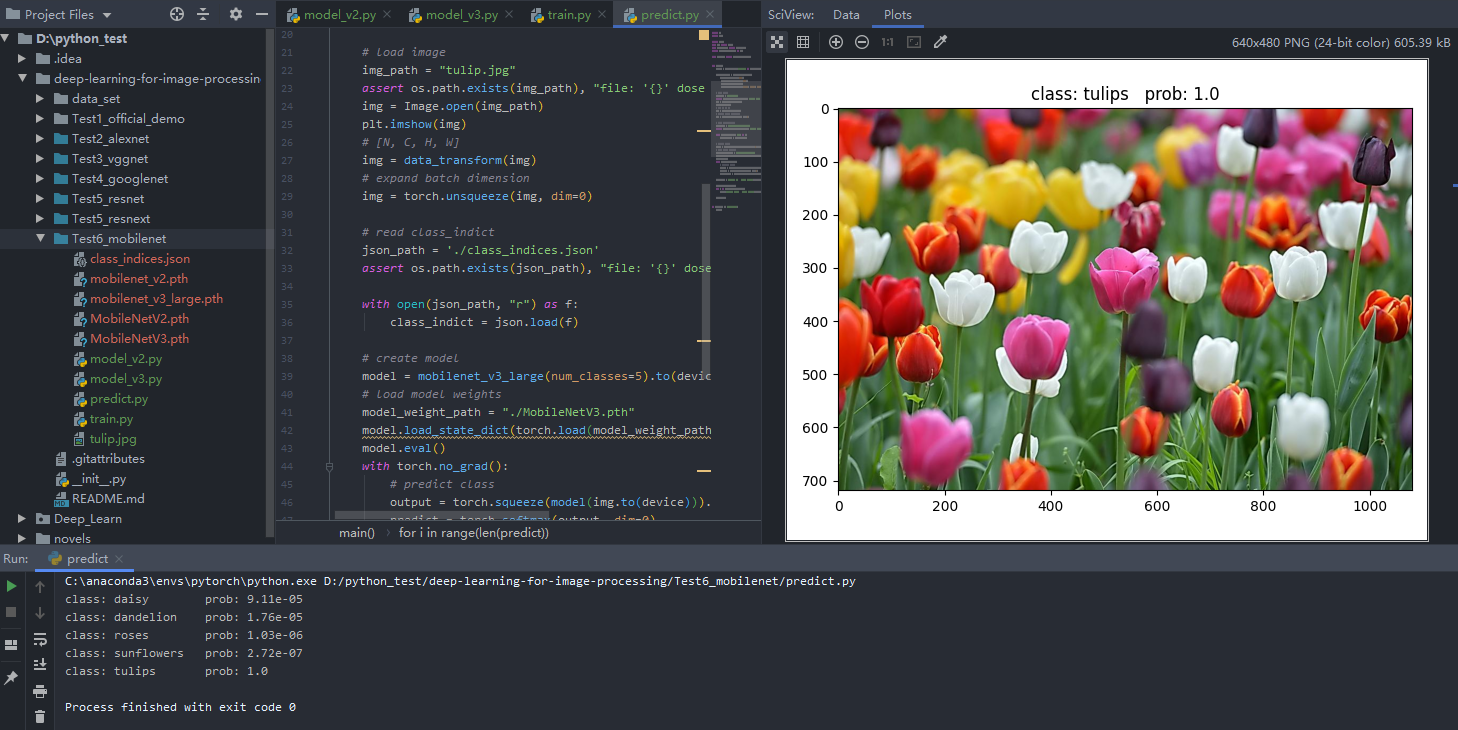 Project Files
D:\python_test
.idea
deep-learning-for-image-processing
data_set
Test1_official_demo
Test2_alexnet
Test3_vggnet
Test4_googlenet
Test5_resnet
Test5_resnext
Test6_mobilenet
class_indices.json
mobilenet_v2.pth
mobilenet_v3_large.pth
MobileNetV2.pth
MobileNetV3.pth
model_v2.py
model_v3.py
predict.py
train.py
tulip.jpg
.gitattributes
__init__.py
README.md
Deep_Learn
novels
model_v2.py model_v3.py train.py predict.py
20
21 # load image
22 img_path = "tulip.jpg"
23 assert os.path.exists(img_path), "file: '{}' dose
24 img = Image.open(img_path)
25 plt.imshow(img)
26 # [N, C, H, W]
27 img = data_transform(img)
28 # expand batch dimension
29 img = torch.unsqueeze(img, dim=0)
30
31 # read class_indict
32 json_path = './class_indices.json'
33 assert os.path.exists(json_path), "file: '{}' dose
34
35 with open(json_path, "r") as f:
36 class_indict = json.load(f)
37
38 # create model
39 model = mobilenet_v3_large(num_classes=5).to(devic
40 # load model weights
41 model_weight_path = "./MobileNetV3.pth"
42 model.load_state_dict(torch.load(model_weight_path
43 model.eval()
44 with torch.no_grad():
45 # predict class
46 output = torch.squeeze(model(img.to(device))).
predict = torch.softmax(output, dim=0)
main() for i in range(len(predict))
SciView: Data Plots
1:1 640x480 PNG (24-bit color) 605.39 kB
class: tulips prob: 1.0
0
100
200
300
400
500
600
700
0 200 400 600 800 1000
Run: predict
C:\anaconda3\envs\pytorch\python.exe D:/python_test/deep-learning-for-image-processing/Test6_mobilenet/predict.py
class: daisy prob: 9.11e-05
class: dandelion prob: 1.76e-05
class: roses prob: 1.03e-06
class: sunflowers prob: 2.72e-07
class: tulips prob: 1.0
Process finished with exit code 0